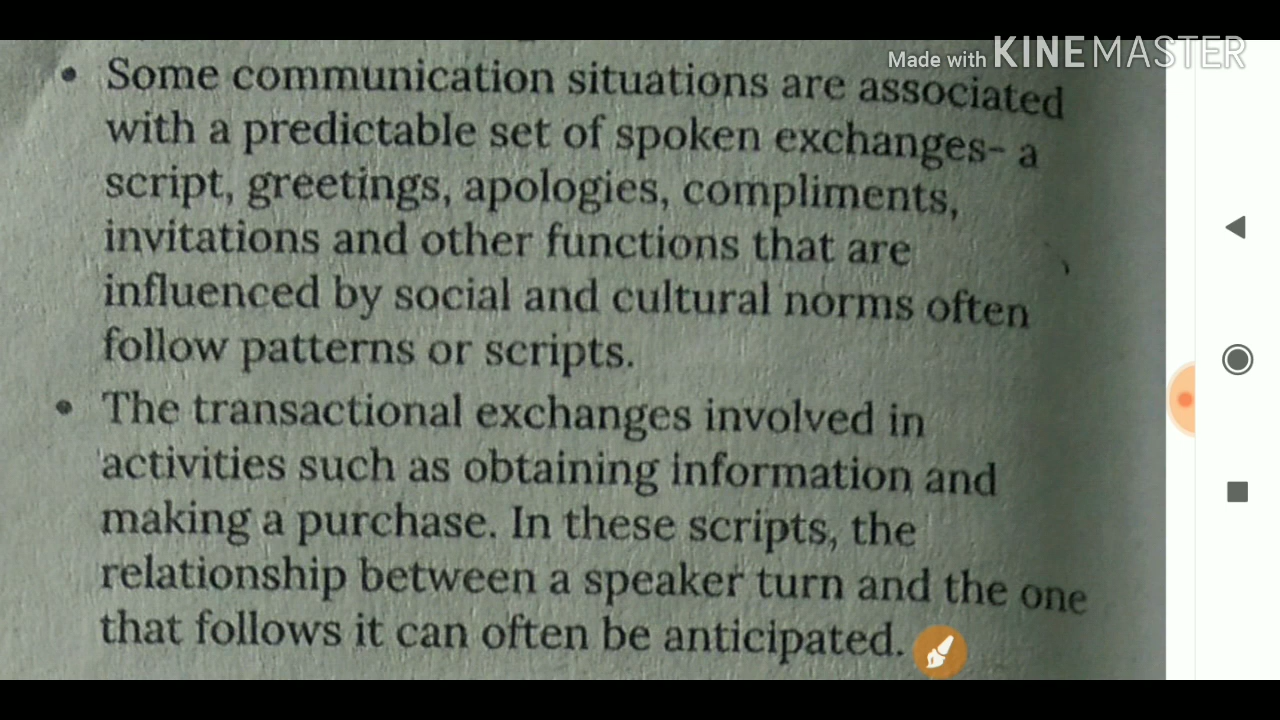 Made with KINEMASTER
• Some communication situations are associated
with a predictable set of spoken exchanges- a
script, greetings, apologies, compliments,
invitations and other functions that are
influenced by social and cultural norms often
follow patterns or scripts.
• The transactional exchanges involved in
activities such as obtaining information and
making a purchase. In these scripts, the
relationship between a speaker turn and the one
that follows it can often be anticipated.